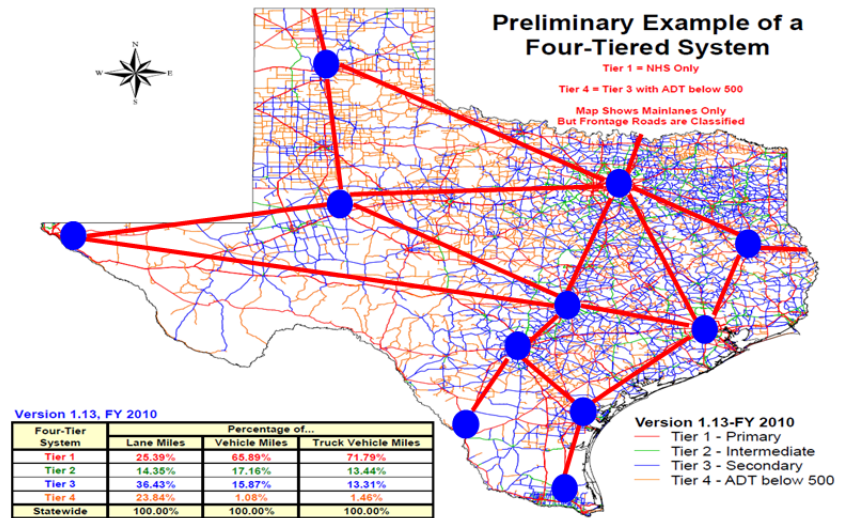 Preliminary Example of a
Four-Tiered System
Tier 1 = NHS Only
Tier 4 = Tier 3 with ADT below 500
Map Shows Mainlanes Only
But Frontage Roads are Classified
N
W E
S
Version 1.13, FY 2010
Four-Tier System Percentage of...
Lane Miles Vehicle Miles Truck Vehicle Miles
Tier 1 25.39% 65.89% 71.79%
Tier 2 14.35% 17.16% 13.44%
Tier 3 36.43% 15.87% 13.31%
Tier 4 23.84% 1.08% 1.46%
Statewide 100.00% 100.00% 100.00%
Version 1.13-FY 2010
Tier 1 - Primary
Tier 2 - Intermediate
Tier 3 - Secondary
Tier 4 - ADT below 500